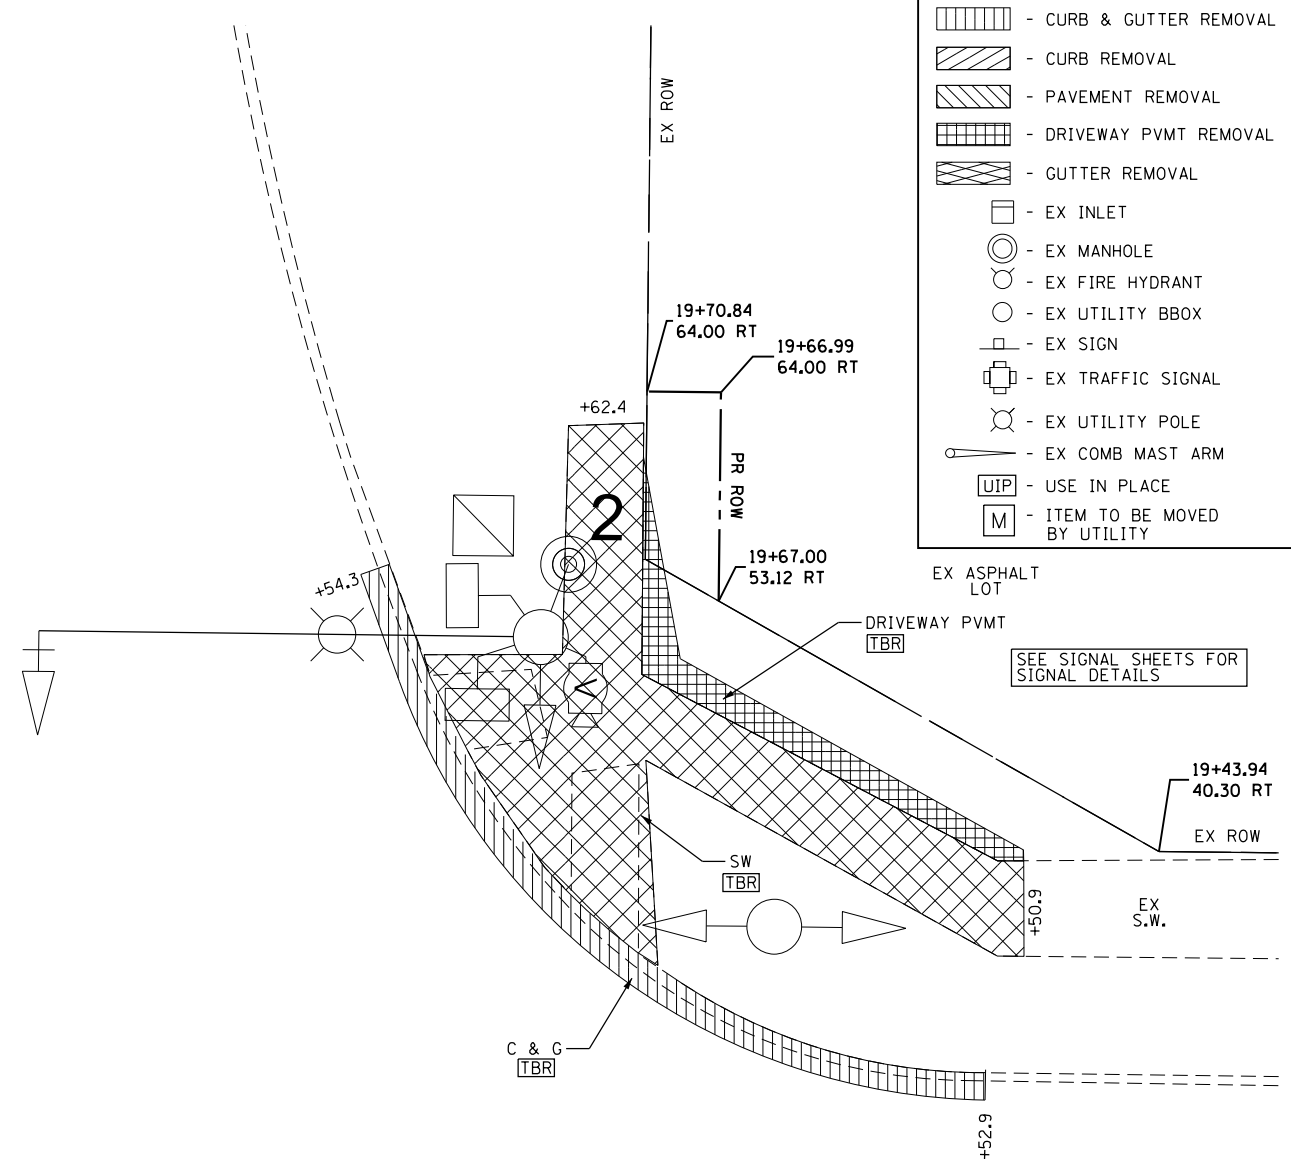 - CURB & GUTTER REMOVAL
- CURB REMOVAL
- PAVEMENT REMOVAL
- DRIVEWAY PVMT REMOVAL
- GUTTER REMOVAL
- EX INLET
- EX MANHOLE
- EX FIRE HYDRANT
- EX UTILITY BBOX
- EX SIGN
- EX TRAFFIC SIGNAL
- EX UTILITY POLE
- EX COMB MAST ARM
UIP - USE IN PLACE
M - ITEM TO BE MOVED
BY UTILITY
EX ROW
19+70.84
64.00 RT
19+66.99
64.00 RT
+62.4
PR ROW
2
19+67.00
53.12 RT
+54.3
EX ASPHALT
LOT
DRIVEWAY PVMT
TBR
SEE SIGNAL SHEETS FOR
SIGNAL DETAILS
V
19+43.94
40.30 RT
EX ROW
SW
TBR
+50.9
EX
S.W.
C & G
TBR
+52.9